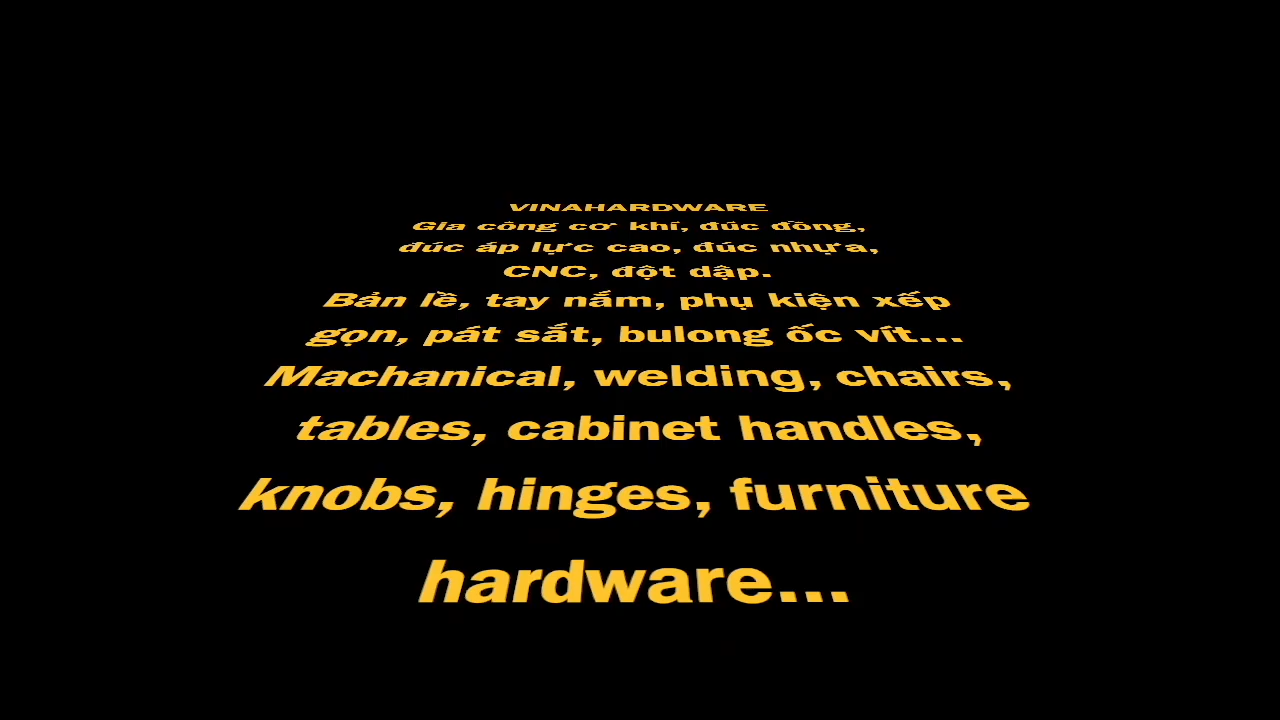 VINAHARDWARE
Gia công cơ khí, đúc đồng,
đúc áp lực cao, đúc nhựa,
CNC, đột dập.
Bản lề, tay nắm, phụ kiện xếp
gọn, pát sắt, bulong ốc vít...
Machanical, welding, chairs,
tables, cabinet handles,
knobs, hinges, furniture
hardware...